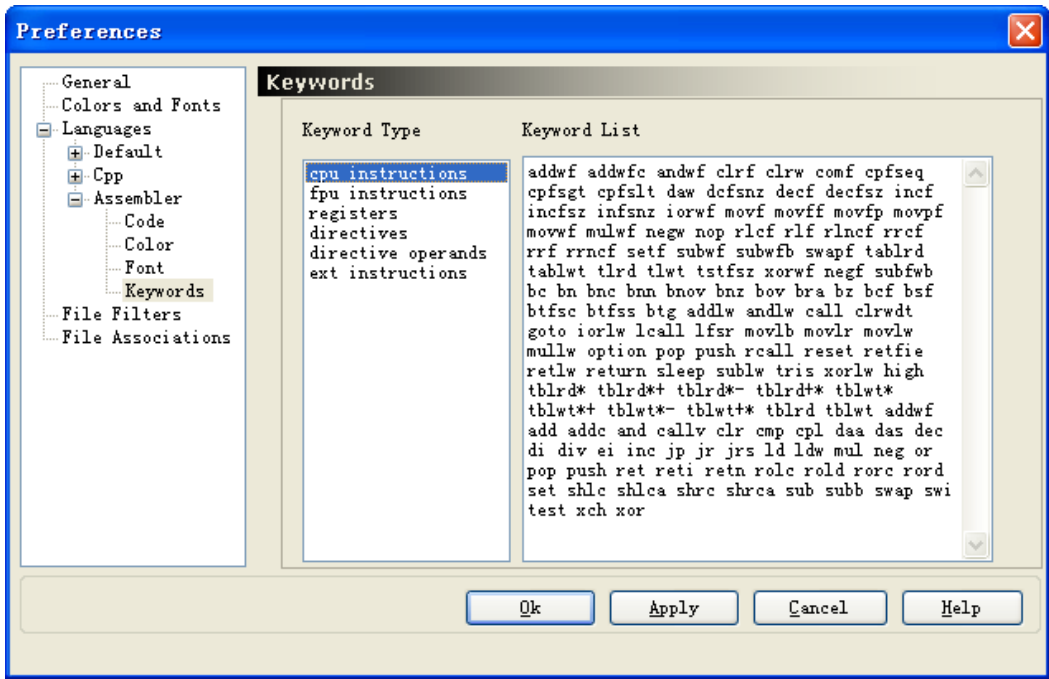 Preferences
General
Colors and Fonts
Languages
Default
Cpp
Assembler
Code
Color
Font
Keywords
File Filters
File Associations
Keywords
Keyword Type
cpu instructions
fpu instructions
registers
directives
directive operands
ext instructions
Keyword List
addwf addwfc andwf clrf clrw comf cpfseq
cpfsgt cpfslt daw dcfsnz decf decfsz incf
incfsz infsnz iorwf movf movff movfp movpf
movwf mulwf negw nop rlcf rlf rlncf rrcf
rrf rrncf setf subwf subwfb swapf tablrd
tablwt tlrd tlwt tstfsz xorwf negf subfwb
bc bn bnc bnn bnov bnz bov bra bz bcf bsf
btfsc btfss btg addlw andlw call clrwdt
goto iorlw lcall lfsr movlb movlr movlw
mullw option pop push rcall reset retfie
retlw return sleep sublw tris xorlw high
tblrd* tblrd*+ tblrd*- tblrd+* tblwt*
tblwt*+ tblwt*- tblwt+* tblrd tblwt addwf
add addc and callv clr cmp cpl daa das dec
di div ei inc jp jr jrs ld ldw mul neg or
pop push ret reti retn rolc rold rorc rord
set shlc shlca shrc shrca sub subb swap swi
test xch xor
Ok
Apply
Cancel
Help